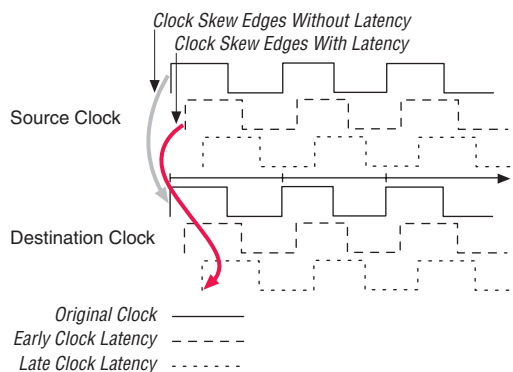 Clock Skew Edges Without Latency
Clock Skew Edges With Latency
Source Clock
Destination Clock
Original Clock
Early Clock Latency
Late Clock Latency